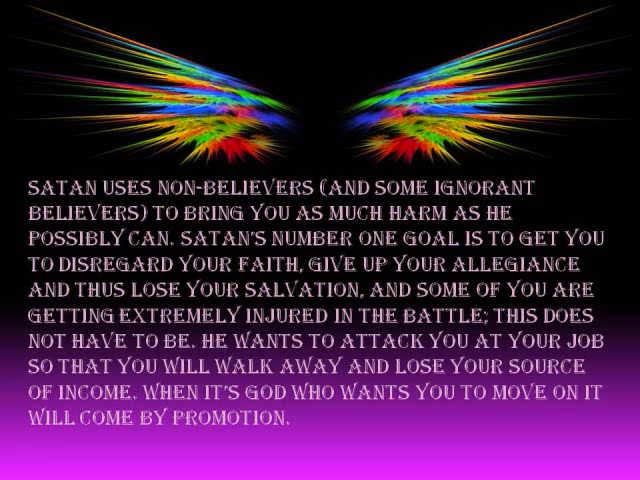 SATAN USES NON-BELIEVERS (AND SOME IGNORANT
BELIEVERS) TO BRING YOU AS MUCH HARM AS HE
POSSIBLY CAN. SATAN'S NUMBER ONE GOAL IS TO GET YOU
TO DISREGARD YOUR FAITH, GIVE UP YOUR ALLEGIANCE
AND THUS LOSE YOUR SALVATION, AND SOME OF YOU ARE
GETTING EXTREMELY INJURED IN THE BATTLE; THIS DOES
NOT HAVE TO BE. HE WANTS TO ATTACK YOU AT YOUR JOB
SO THAT YOU WILL WALK AWAY AND LOSE YOUR SOURCE
OF INCOME. WHEN IT'S GOD WHO WANTS YOU TO MOVE ON IT
WILL COME BY PROMOTION.